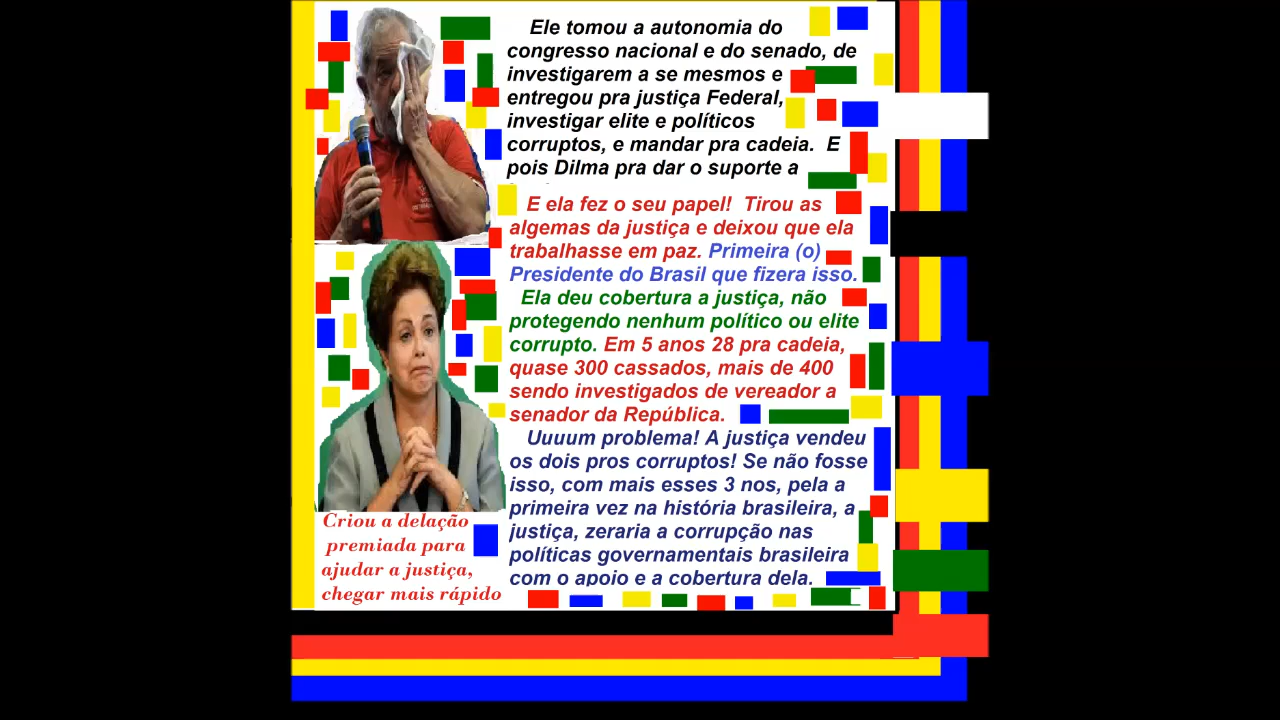 Ele tomou a autonomia do
congresso nacional e do senado, de
investigarem a se mesmos e
entregou pra justiça Federal,
investigar elite e políticos
corruptos, e mandar pra cadeia. E
pois Dilma pra dar o suporte a
E ela fez o seu papel! Tirou as
algemas da justiça e deixou que ela
trabalhasse em paz. Primeira (o)
Presidente do Brasil que fizera isso.
Ela deu cobertura a justiça, não
protegendo nenhum político ou elite
corrupto. Em 5 anos 28 pra cadeia,
quase 300 cassados, mais de 400
sendo investigados de vereador a
senador da República.
Uuuum problema! A justiça vendeu
os dois pros corruptos! Se não fosse
isso, com mais esses 3 nos, pela a
primeira vez na história brasileira, a
justiça, zeraria a corrupção nas
políticas governamentais brasileira
com o apoio e a cobertura dela.
Criou a delação
premiada para
ajudar a justiça,
chegar mais rápido